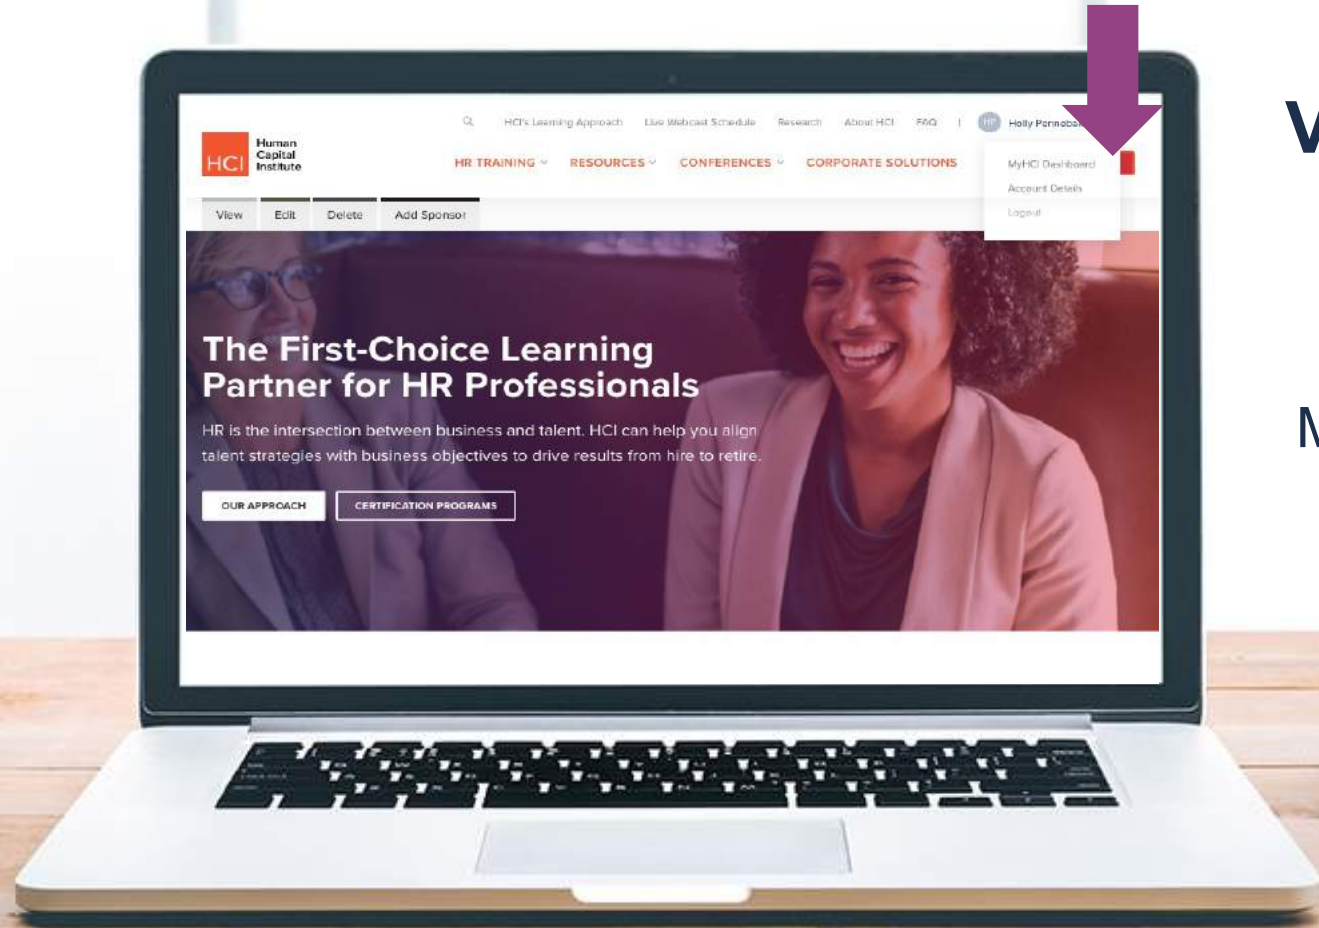 HCI's Learning Approach Live Webcast Schedule Research About HCI FAQ | HP Holly
HCI Human
Capital
Institute
HR TRAINING RESOURCES CONFERENCES CORPORATE SOLUTIONS
MyHCI Dashboard
Account Details
Logout
View Edit Delete Add Sponsor
The First-Choice Learning
Partner for HR Professionals
HR is the intersection between business and talent. HCI can help you align
talent strategies with business objectives to drive results from hire to retire.
OUR APPROACH CERTIFICATION PROGRAMS
V
M